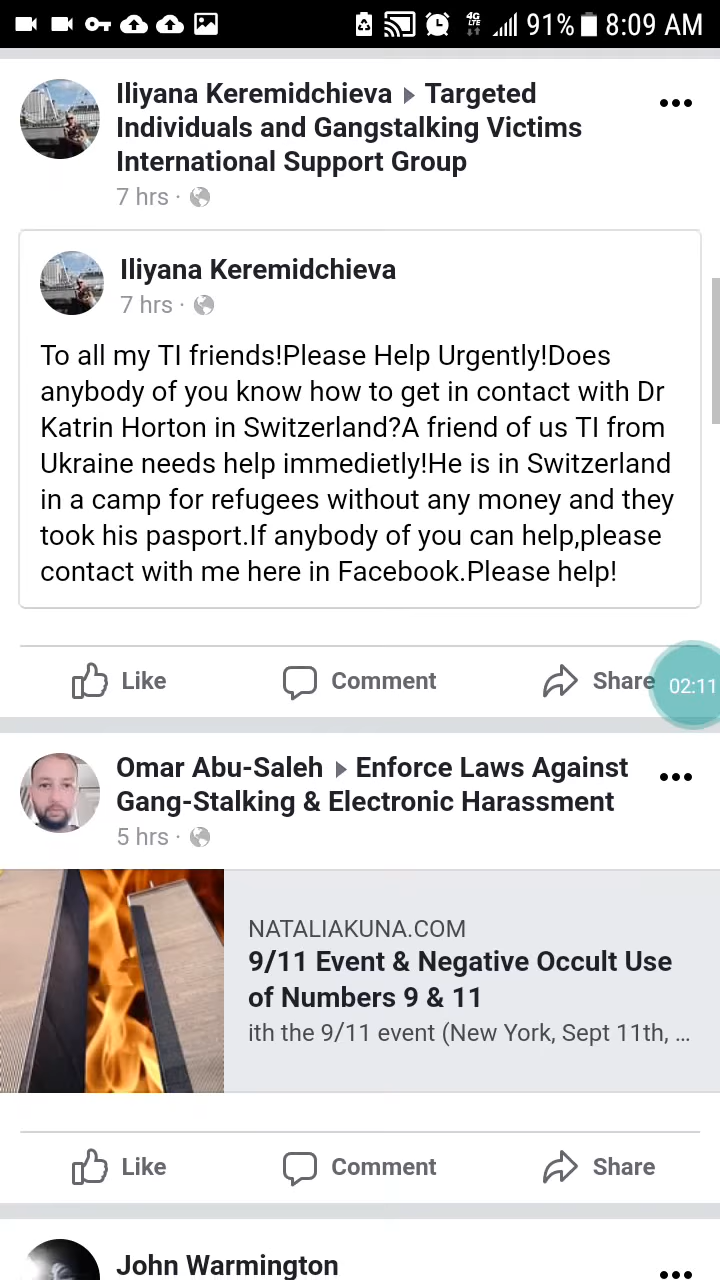 4G
LTE
91%
8:09 AM
Iliyana Keremidchieva ▸ Targeted
Individuals and Gangstalking Victims
International Support Group
7 hrs ·
Iliyana Keremidchieva
7 hrs ·
To all my TI friends!Please Help Urgently!Does
anybody of you know how to get in contact with Dr
Katrin Horton in Switzerland?A friend of us TI from
Ukraine needs help immedietly!He is in Switzerland
in a camp for refugees without any money and they
took his pasport.If anybody of you can help,please
contact with me here in Facebook.Please help!
Like
Comment
Share
02:11
Omar Abu-Saleh ▸ Enforce Laws Against
Gang-Stalking & Electronic Harassment
5 hrs ·
NATALIAKUNA.COM
9/11 Event & Negative Occult Use
of Numbers 9 & 11
ith the 9/11 event (New York, Sept 11th, ...
Like
Comment
Share
John Warmington